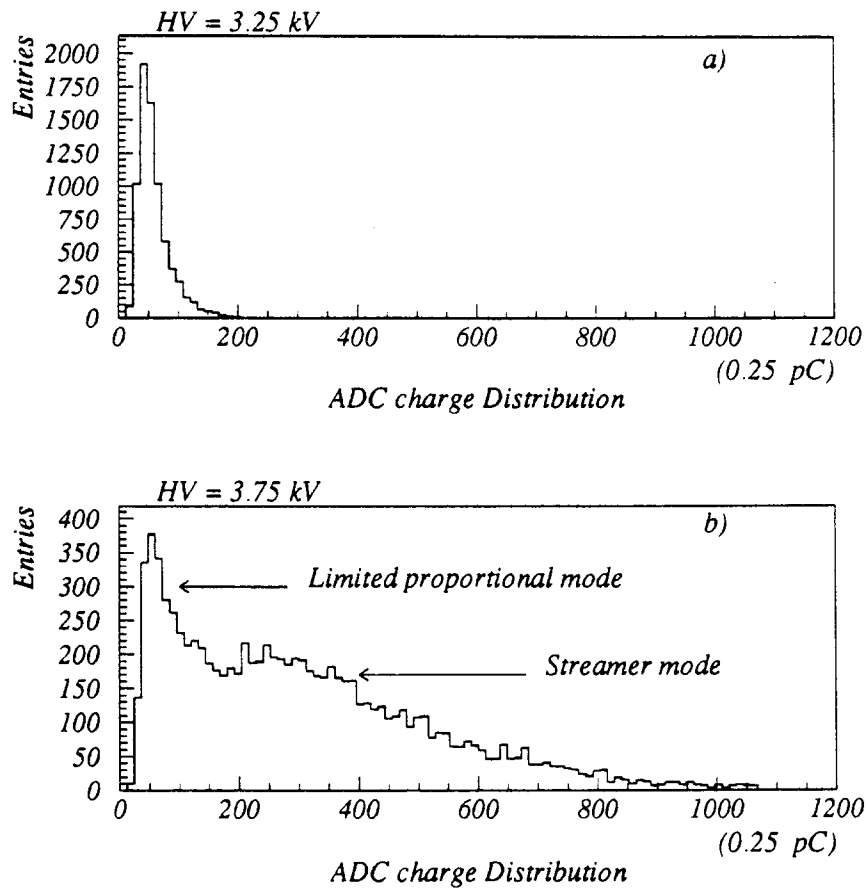 HV = 3.25 kV
a)
Entries
2000
1750
1500
1250
1000
750
500
250
0
0 200 400 600 800 1000 1200
(0.25 pC)
ADC charge Distribution
HV = 3.75 kV
b)
Entries
400
350
300
250
200
150
100
50
0
Limited proportional mode
Streamer mode
0 200 400 600 800 1000 1200
(0.25 pC)
ADC charge Distribution